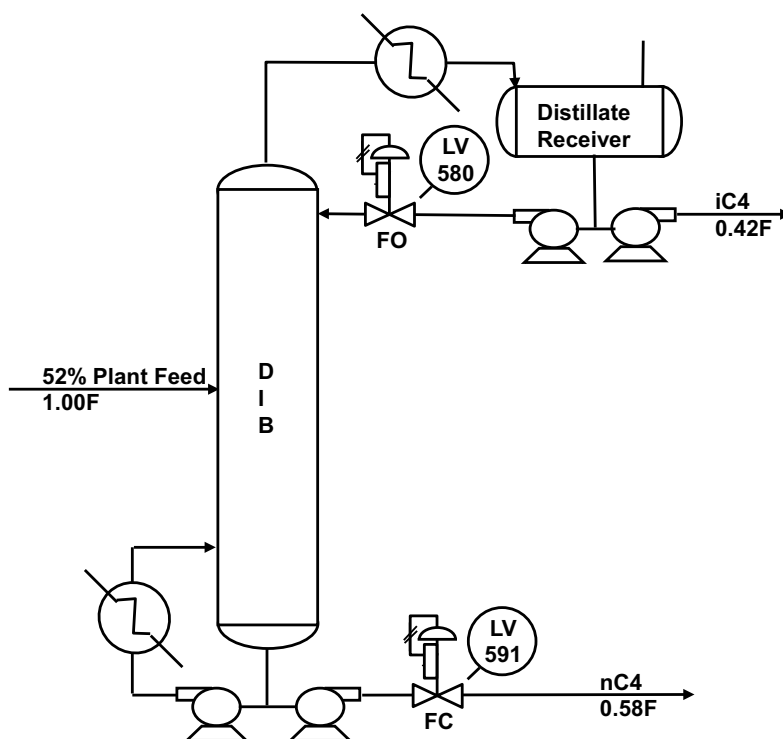 Distillate
Receiver
LV
580
FO
iC4
0.42F
52% Plant Feed
1.00F
D
I
B
LV
591
FC
nC4
0.58F